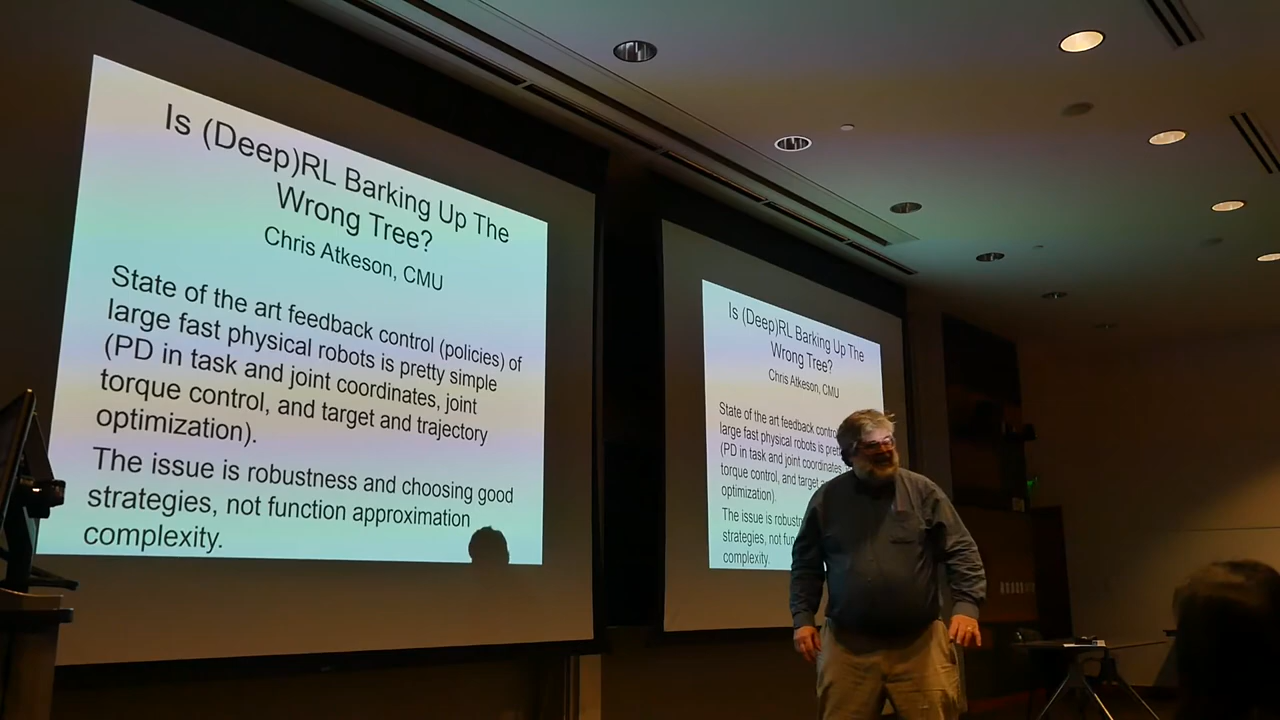 Is (Deep)RL Barking Up The
Wrong Tree?
Chris Atkeson, CMU
State of the art feedback control (policies) of
large fast physical robots is pretty simple
(PD in task and joint coordinates, joint
torque control, and target and trajectory
optimization).
The issue is robustness and choosing good
strategies, not function approximation
complexity.
Is (Deep)RL Barking Up The
Wrong Tree?
Chris Atkeson, CMU
State of the art feedback
large fast physical robots is
(PD in task and joint coordinates
torque control, and target
optimization).
The issue is
strategies, not
complexity.